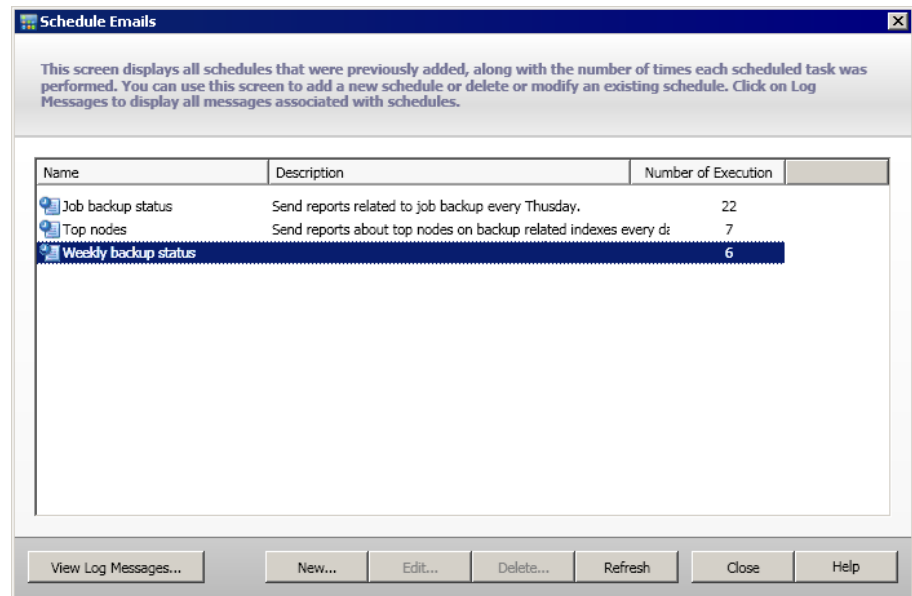 Schedule Emails
This screen displays all schedules that were previously added, along with the number of times each scheduled task was
performed. You can use this screen to add a new schedule or delete or modify an existing schedule. Click on Log
Messages to display all messages associated with schedules.
Name Description Number of Execution
Job backup status Send reports related to job backup every Thusday. 22
Top nodes Send reports about top nodes on backup related indexes every da 7
Weekly backup status 6
View Log Messages... New... Edit... Delete... Refresh Close Help